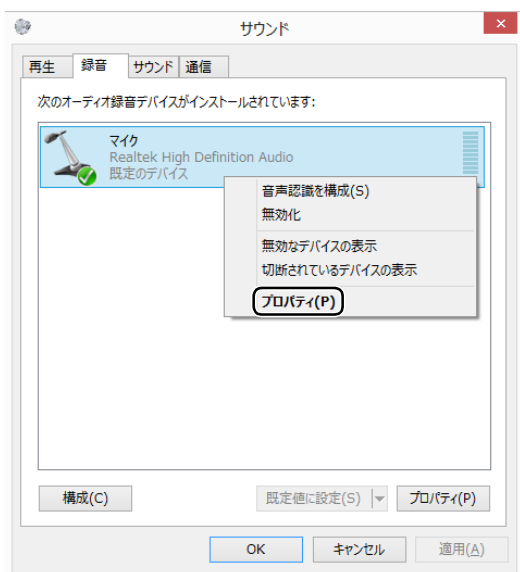 サウンド
再生 録音 サウンド 通信
次のオーディオ録音デバイスがインストールされています:
マイク
Realtek High Definition Audio
既定のデバイス
音声認識を構成(S)
無効化
無効なデバイスの表示
切断されているデバイスの表示
プロパティ(P)
構成(C) 既定値に設定(S) プロパティ(P)
OK キャンセル 適用(A)